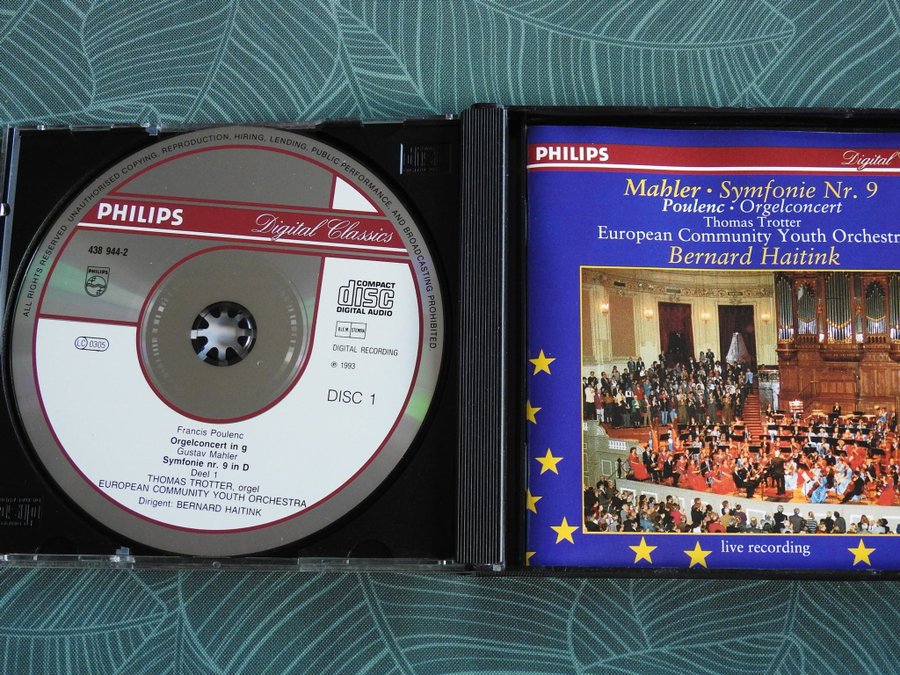 ALL RIGHTS RESERVED. UNAUTHORISED COPYING, REPRODUCTION, HIRING, LENDING, PUBLIC PERFORMANCE, AND BROADCASTING PROHIBITED
PHILIPS
Digital Classics
438 944-2
PHILIPS
COMPACT
disc
DIGITAL AUDIO
LC 0305
B.I.E.M. STEMRA
DIGITAL RECORDING
℗ 1993
DISC 1
Francis Poulenc
Orgelconcert in g
Gustav Mahler
Symfonie nr. 9 in D
Deel 1
THOMAS TROTTER, orgel
EUROPEAN COMMUNITY YOUTH ORCHESTRA
Dirigent: BERNARD HAITINK
PHILIPS
Digital
Mahler · Symfonie Nr. 9
Poulenc · Orgelconcert
Thomas Trotter
European Community Youth Orchestr
Bernard Haitink
live recording